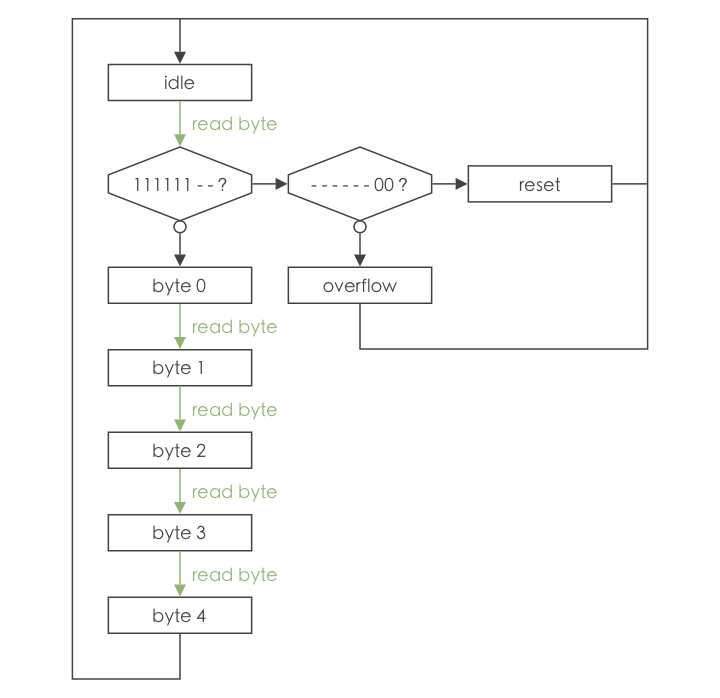 idle
read byte
111111 - - ?
- - - - - - 00 ?
reset
byte 0
overflow
read byte
byte 1
read byte
byte 2
read byte
byte 3
read byte
byte 4